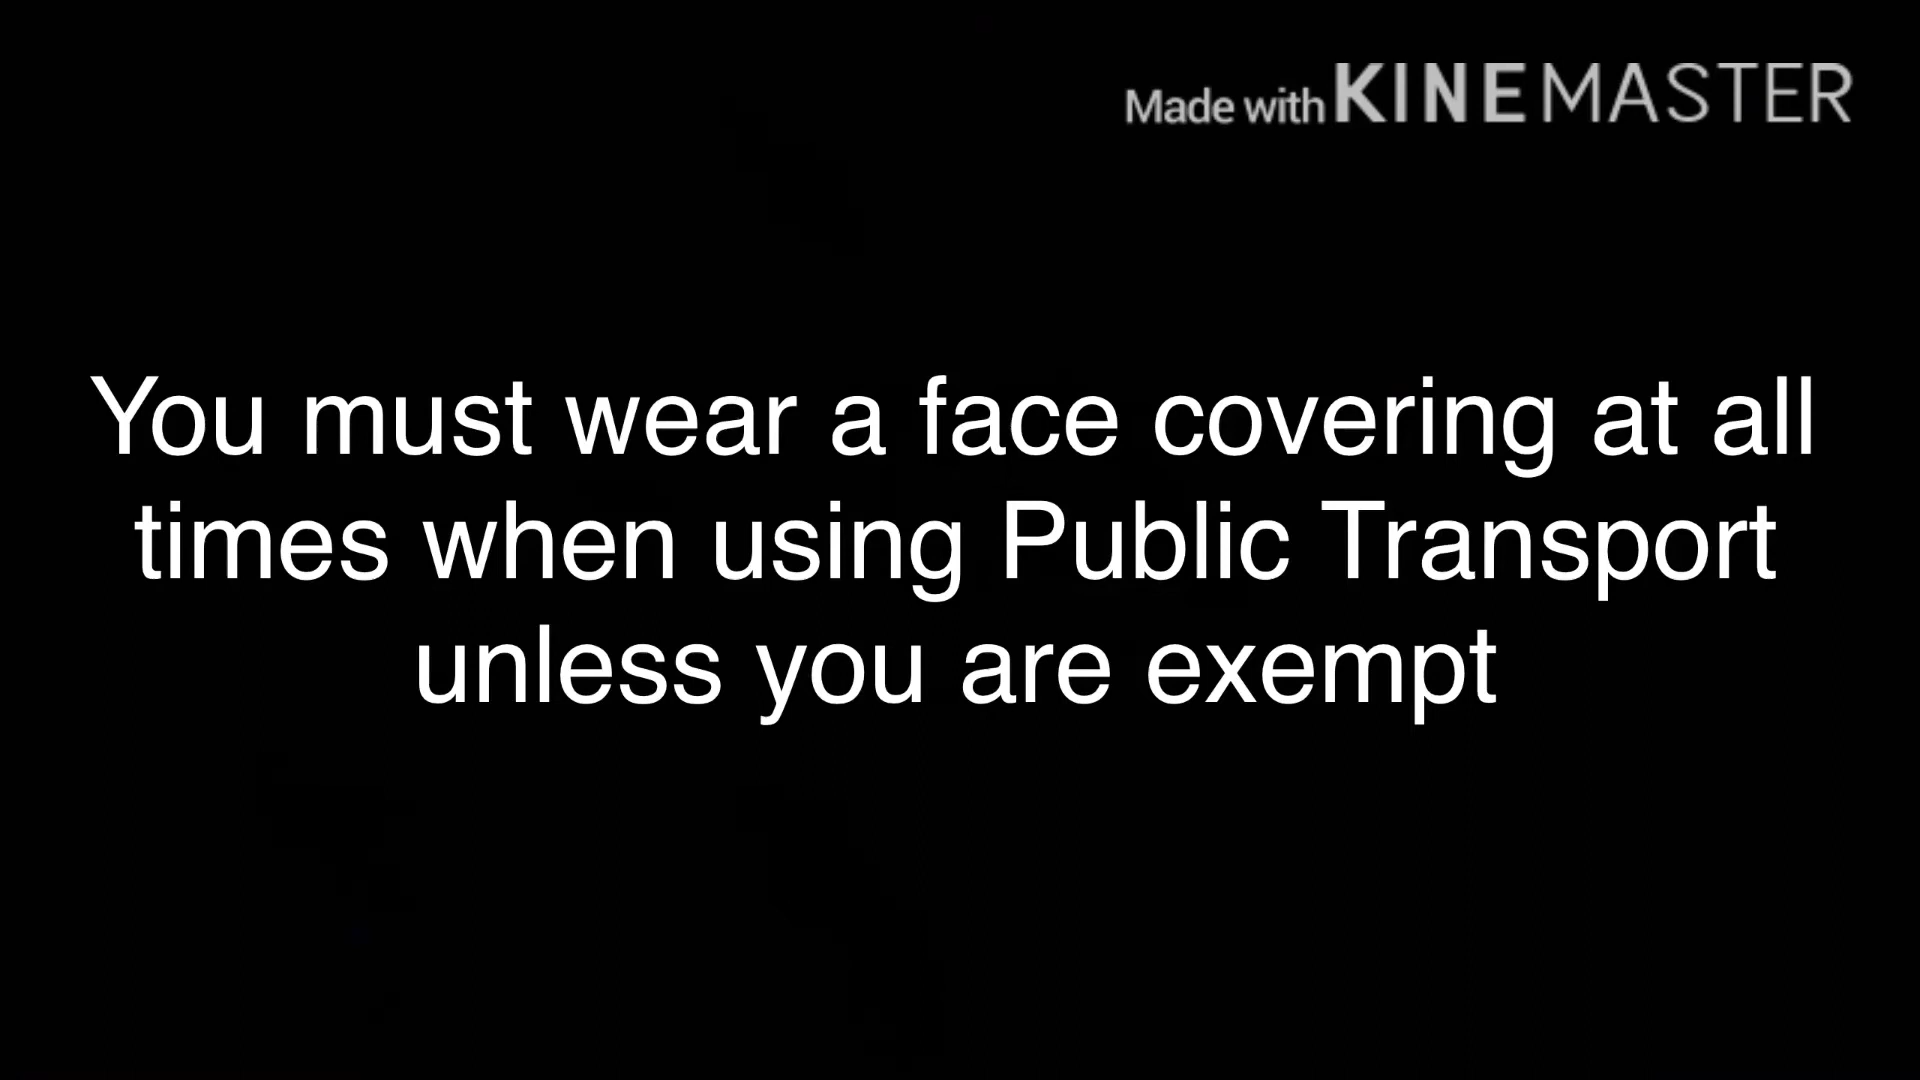 Made with KINEMASTER
You must wear a face covering at all
times when using Public Transport
unless you are exempt